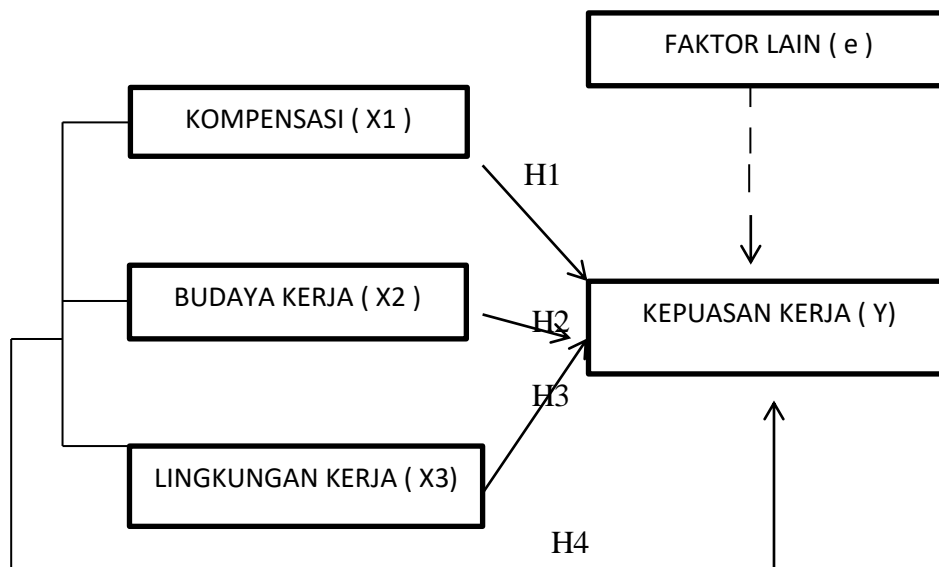 FAKTOR LAIN ( e )
KOMPENSASI ( X1 )
H1
BUDAYA KERJA ( X2 )
H2
KEPUASAN KERJA ( Y)
H3
LINGKUNGAN KERJA ( X3)
H4